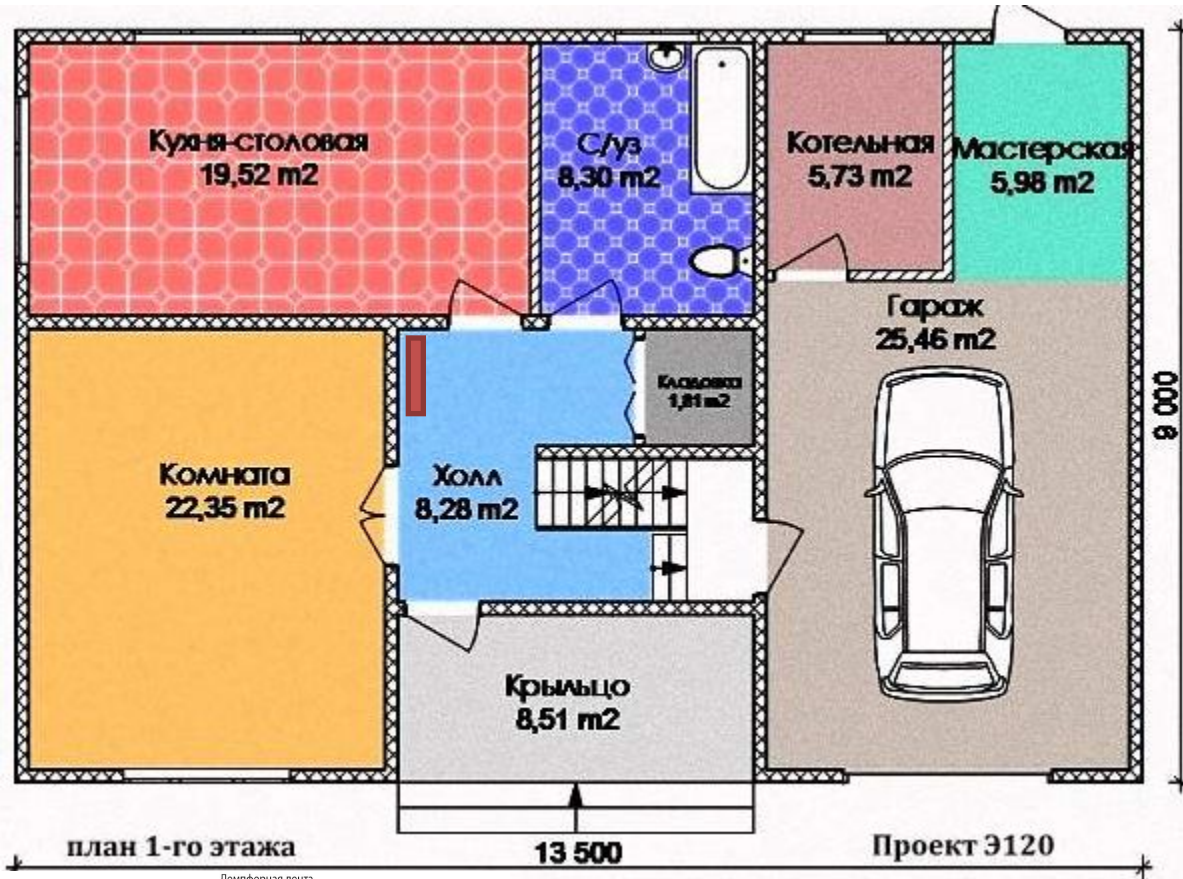 Кухня-столовая
19,52 m2
С/уз
8,30 m2
Котельная
5,73 m2
Мастерская
5,98 m2
Гараж
25,46 m2
Кладовка
1,81 m2
Комната
22,35 m2
Холл
8,28 m2
9 000
Крыльцо
8,51 m2
план 1-го этажа
13 500
Проект Э120
Демпферная лента